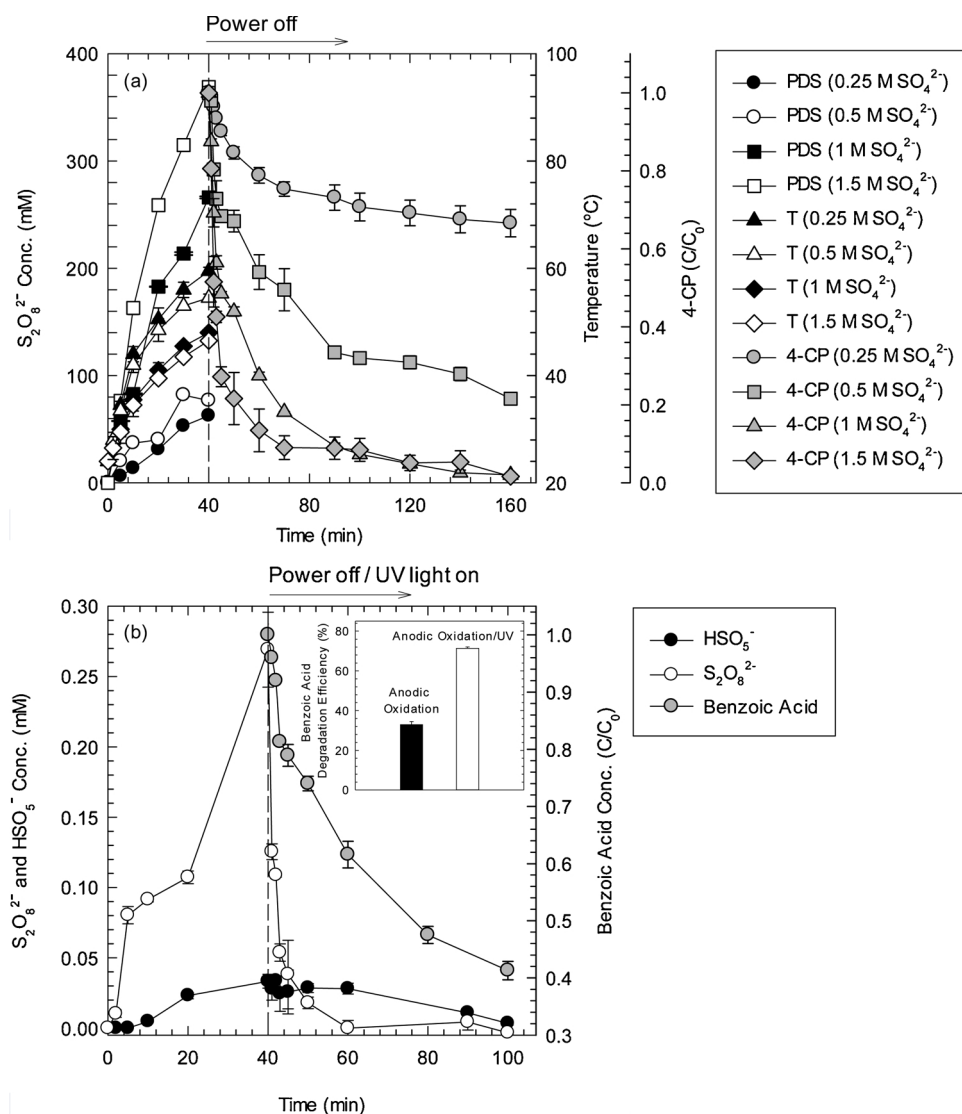 Power off
(a)
400
300
200
100
0
S₂O₈²⁻ Conc. (mM)
0 40 80 120 160
Time (min)
100
80
60
40
20
Temperature (°C)
1.0
0.8
0.6
0.4
0.2
0.0
4-CP (C/C₀)
PDS (0.25 M SO₄²⁻)
PDS (0.5 M SO₄²⁻)
PDS (1 M SO₄²⁻)
PDS (1.5 M SO₄²⁻)
T (0.25 M SO₄²⁻)
T (0.5 M SO₄²⁻)
T (1 M SO₄²⁻)
T (1.5 M SO₄²⁻)
4-CP (0.25 M SO₄²⁻)
4-CP (0.5 M SO₄²⁻)
4-CP (1 M SO₄²⁻)
4-CP (1.5 M SO₄²⁻)
Power off / UV light on
(b)
0.30
0.25
0.20
0.15
0.10
0.05
0.00
S₂O₈²⁻ and HSO₅⁻ Conc. (mM)
0 20 40 60 80 100
Time (min)
80
60
40
20
0
Benzoic Acid
Degradation Efficiency (%)
Anodic Oxidation/UV
Anodic
Oxidation
1.0
0.9
0.8
0.7
0.6
0.5
0.4
0.3
Benzoic Acid Conc. (C/C₀)
HSO₅⁻
S₂O₈²⁻
Benzoic Acid